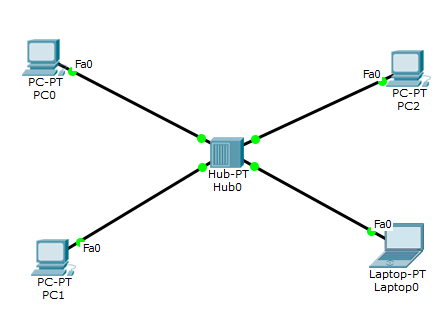 Fa0
PC-PT
PC0
Fa0
PC-PT
PC2
Hub-PT
Hub0
Fa0
PC-PT
PC1
Fa0
Laptop-PT
Laptop0